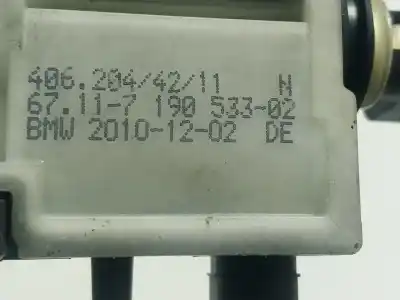 406.204/42/11 N
67.11-7 190 533-02
BMW 2010-12-02 DE